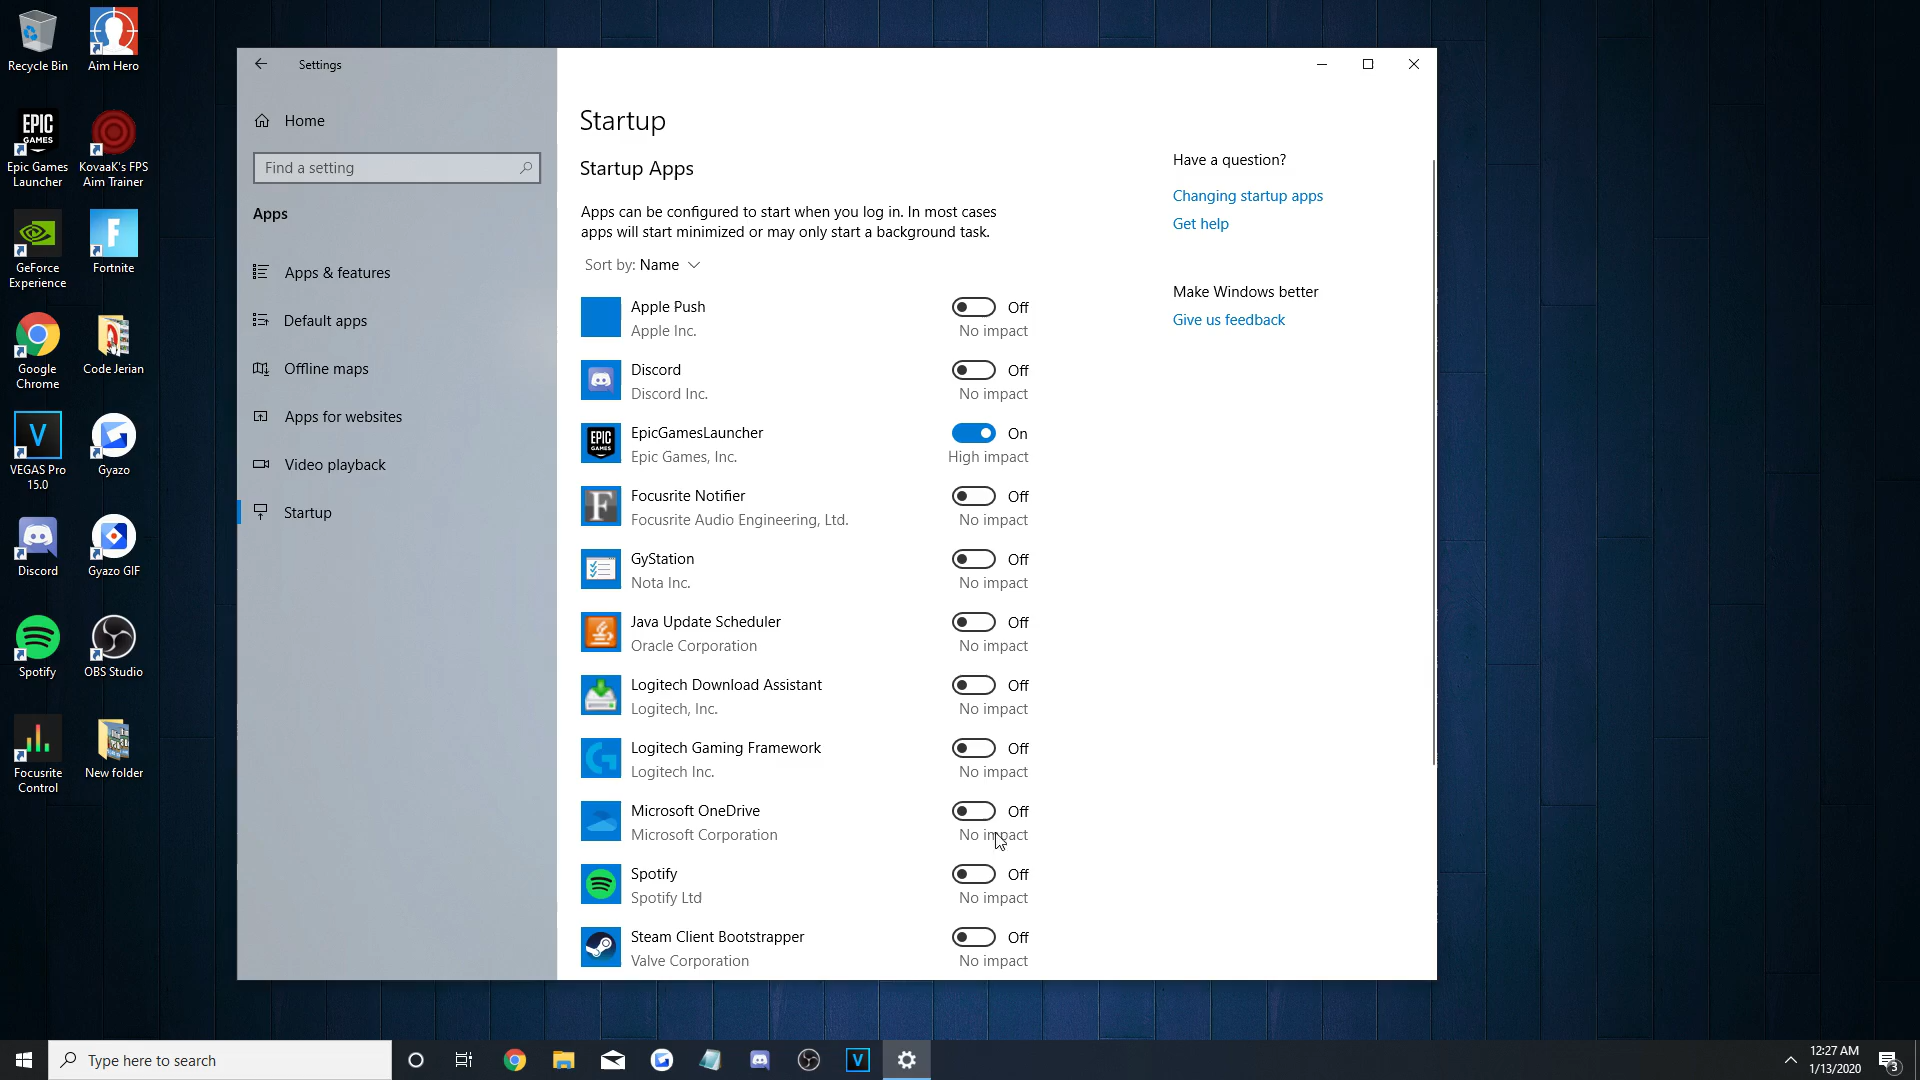 Recycle Bin
Aim Hero
EPIC
GAMES
Epic Games
Launcher
KovaaK's FPS
Aim Trainer
GeForce
Experience
F
Fortnite
Google
Chrome
Code Jerian
V
VEGAS Pro
15.0
Gyazo
Discord
Gyazo GIF
Spotify
OBS Studio
Focusrite
Control
New folder
Settings
Home
Find a setting
Apps
Apps & features
Default apps
Offline maps
Apps for websites
Video playback
Startup
Startup
Startup Apps
Apps can be configured to start when you log in. In most cases
apps will start minimized or may only start a background task.
Sort by: Name
Apple Push
Off
Apple Inc.
No impact
Discord
Off
Discord Inc.
No impact
EPIC
GAMES
EpicGamesLauncher
On
Epic Games, Inc.
High impact
F
Focusrite Notifier
Off
Focusrite Audio Engineering, Ltd.
No impact
GyStation
Off
Nota Inc.
No impact
Java Update Scheduler
Off
Oracle Corporation
No impact
Logitech Download Assistant
Off
Logitech, Inc.
No impact
Logitech Gaming Framework
Off
Logitech Inc.
No impact
Microsoft OneDrive
Off
Microsoft Corporation
No impact
Spotify
Off
Spotify Ltd
No impact
Steam Client Bootstrapper
Off
Valve Corporation
No impact
Have a question?
Changing startup apps
Get help
Make Windows better
Give us feedback
Type here to search
V
12:27 AM
1/13/2020
3